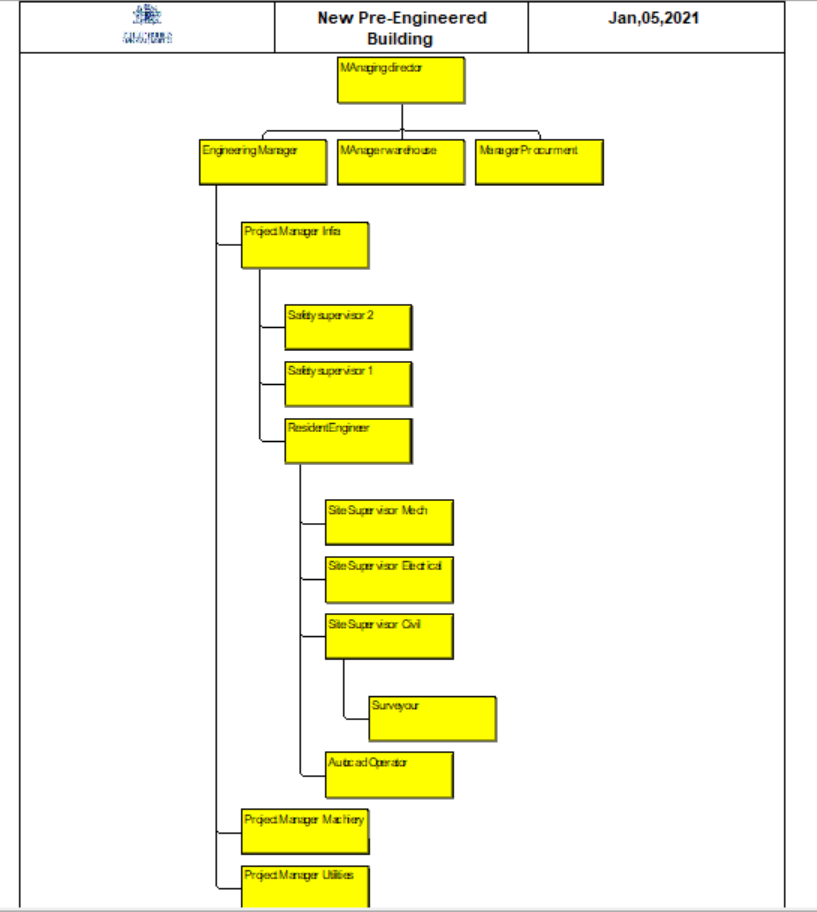 New Pre-Engineered
Building
Jan,05,2021
MAnaging director
Engineering Manager
MAnager warehouse
Manager Procurment
Project Manager Infra
Safety supervisor 2
Safety supervisor 1
Resident Engineer
Site Supervisor Mech
Site Supervisor Electrical
Site Supervisor Civil
Surveyour
Autocad Operator
Project Manager Machiery
Project Manager Utilities